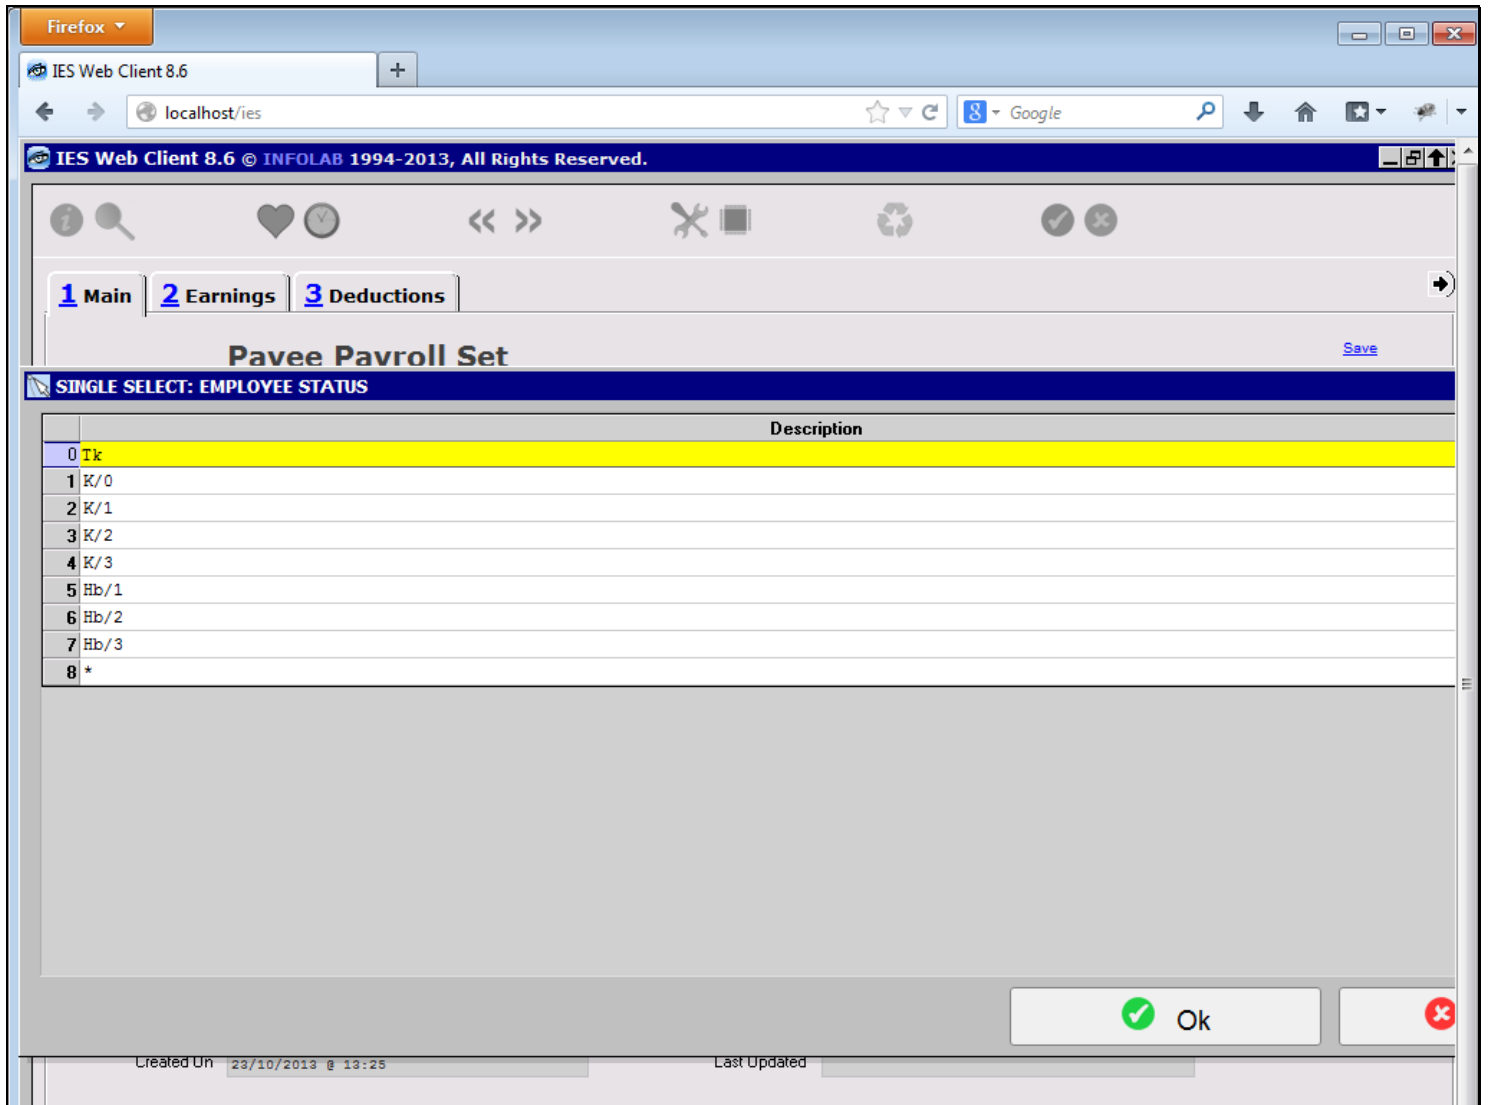 Firefox
IES Web Client 8.6
localhost/ies
Google
IES Web Client 8.6 © INFOLAB 1994-2013, All Rights Reserved.
1 Main 2 Earnings 3 Deductions
Payee Payroll Set
Save
SINGLE SELECT: EMPLOYEE STATUS
Description
0 Tk
1 K/0
2 K/1
3 K/2
4 K/3
5 Hb/1
6 Hb/2
7 Hb/3
8 *
Ok
Created On 23/10/2013 @ 13:25 Last Updated